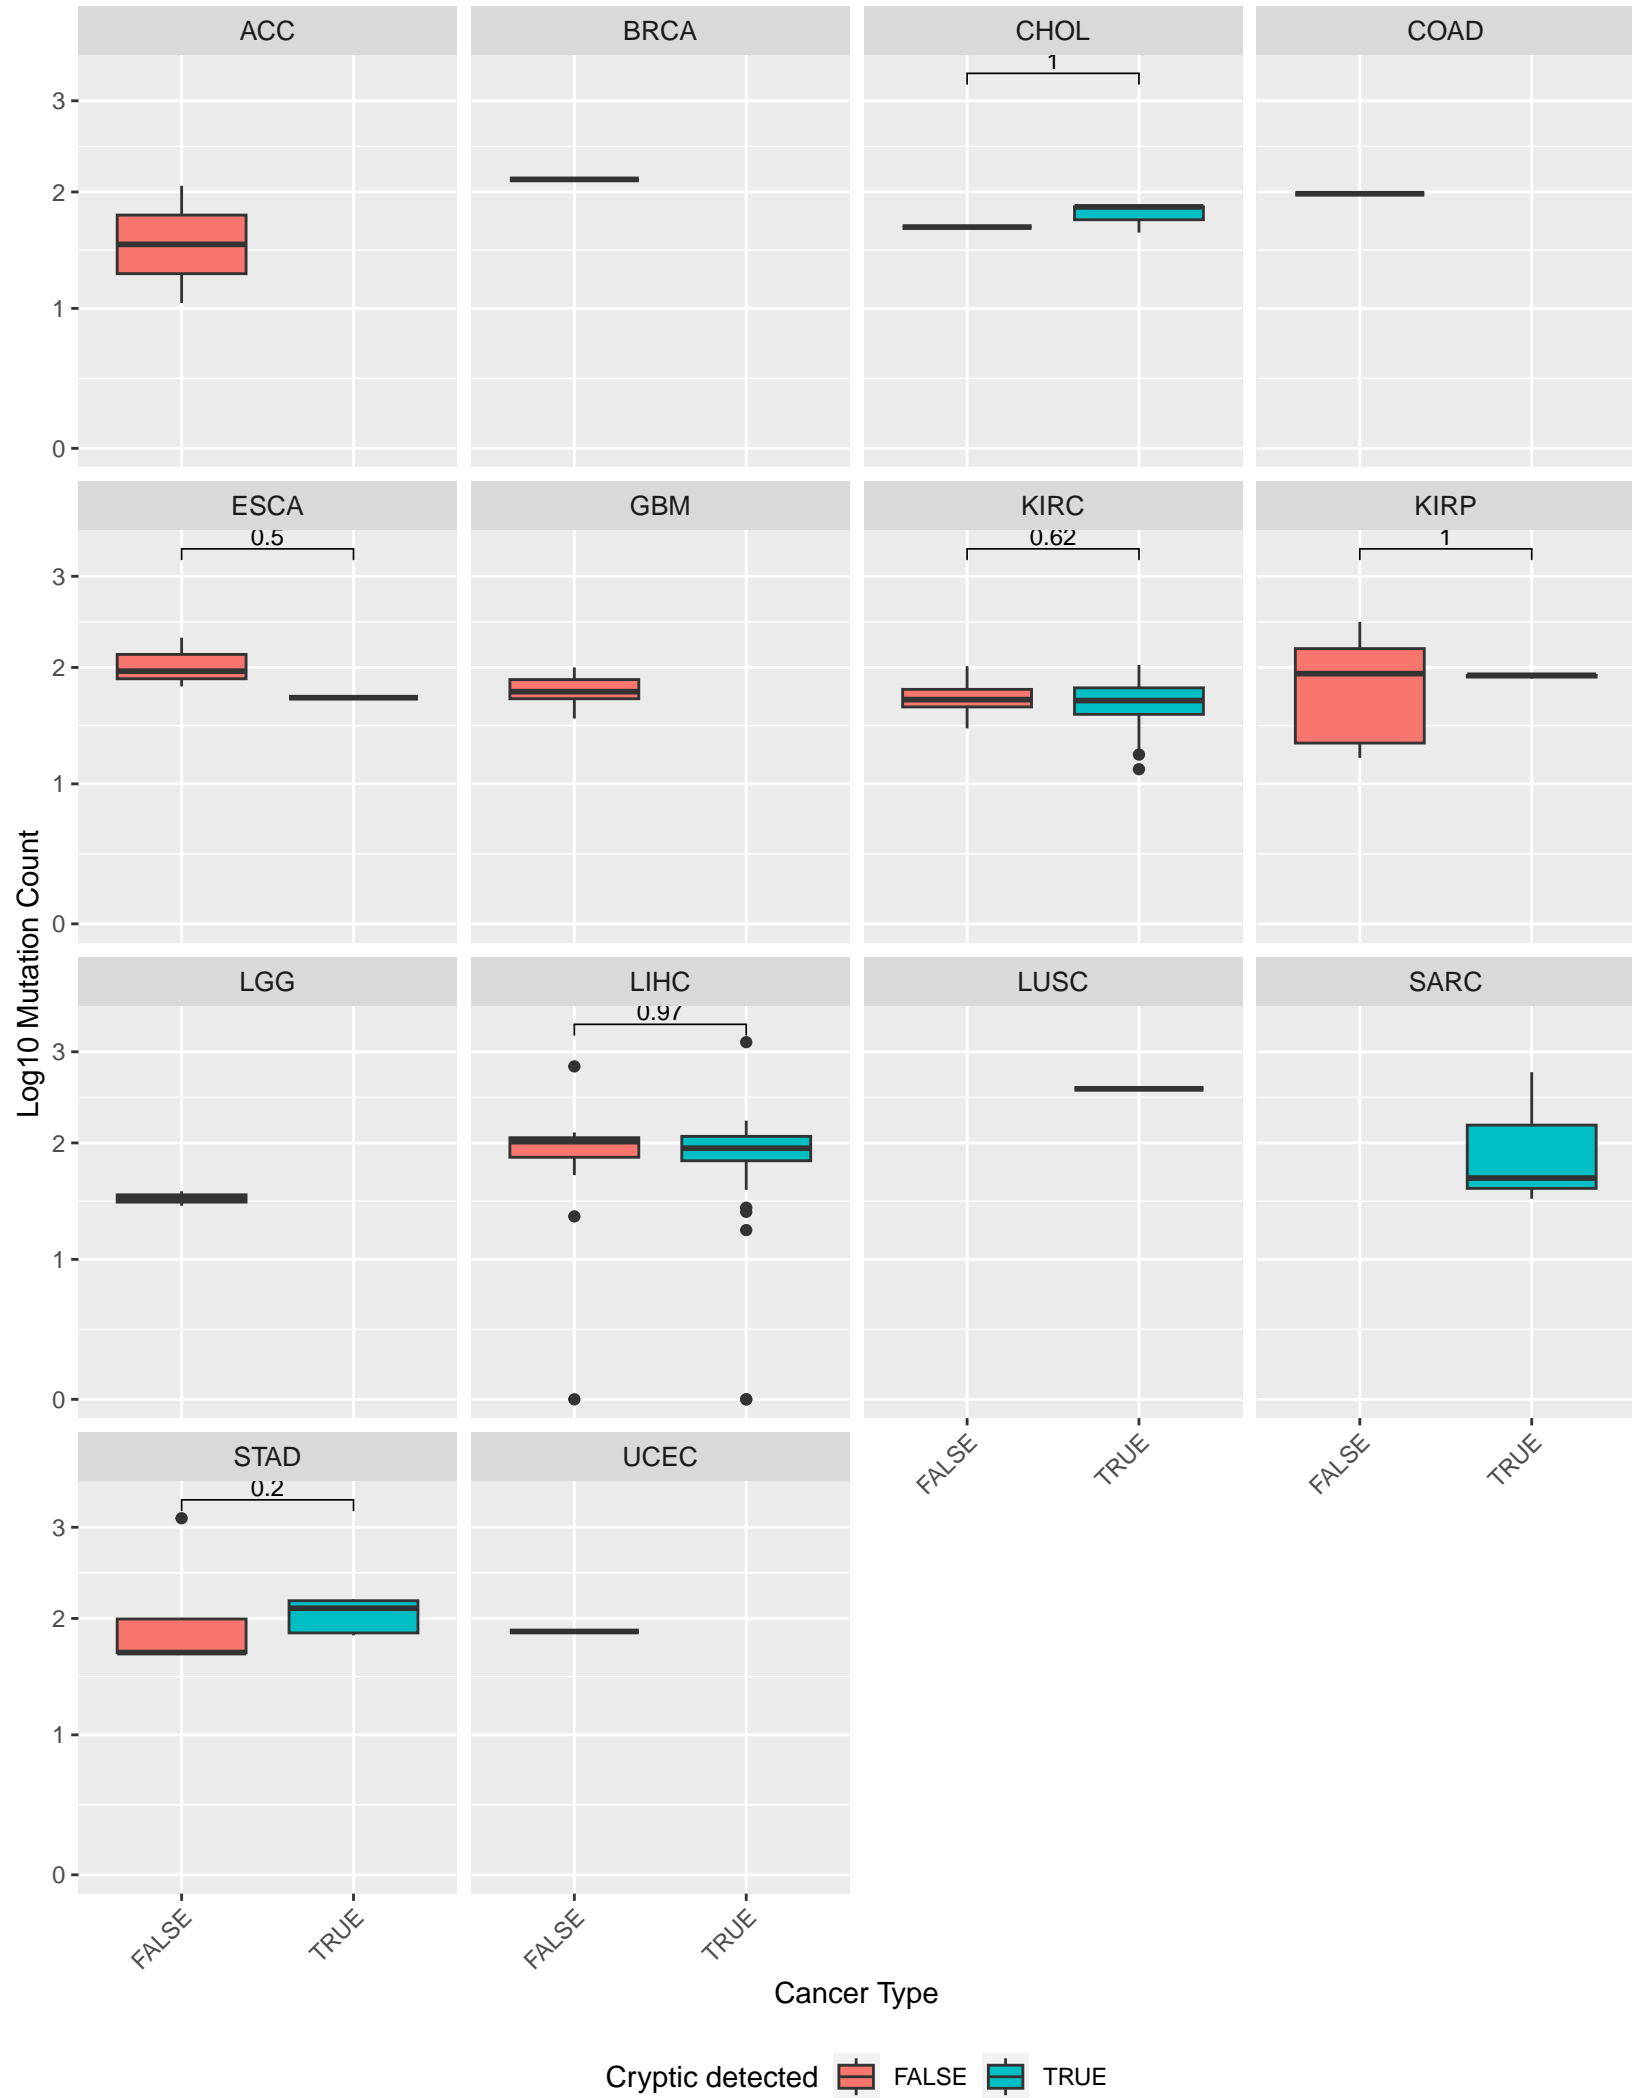 ACC BRCA CHOL COAD
1
3
2
1
0
ESCA GBM KIRC KIRP
0.5 0.62 1
3
2
1
0
Log10 Mutation Count
LGG LIHC LUSC SARC
0.97
3
2
1
0
FALSE TRUE FALSE TRUE
STAD UCEC
0.2
3
2
1
0
FALSE TRUE FALSE TRUE
Cancer Type
Cryptic detected FALSE TRUE